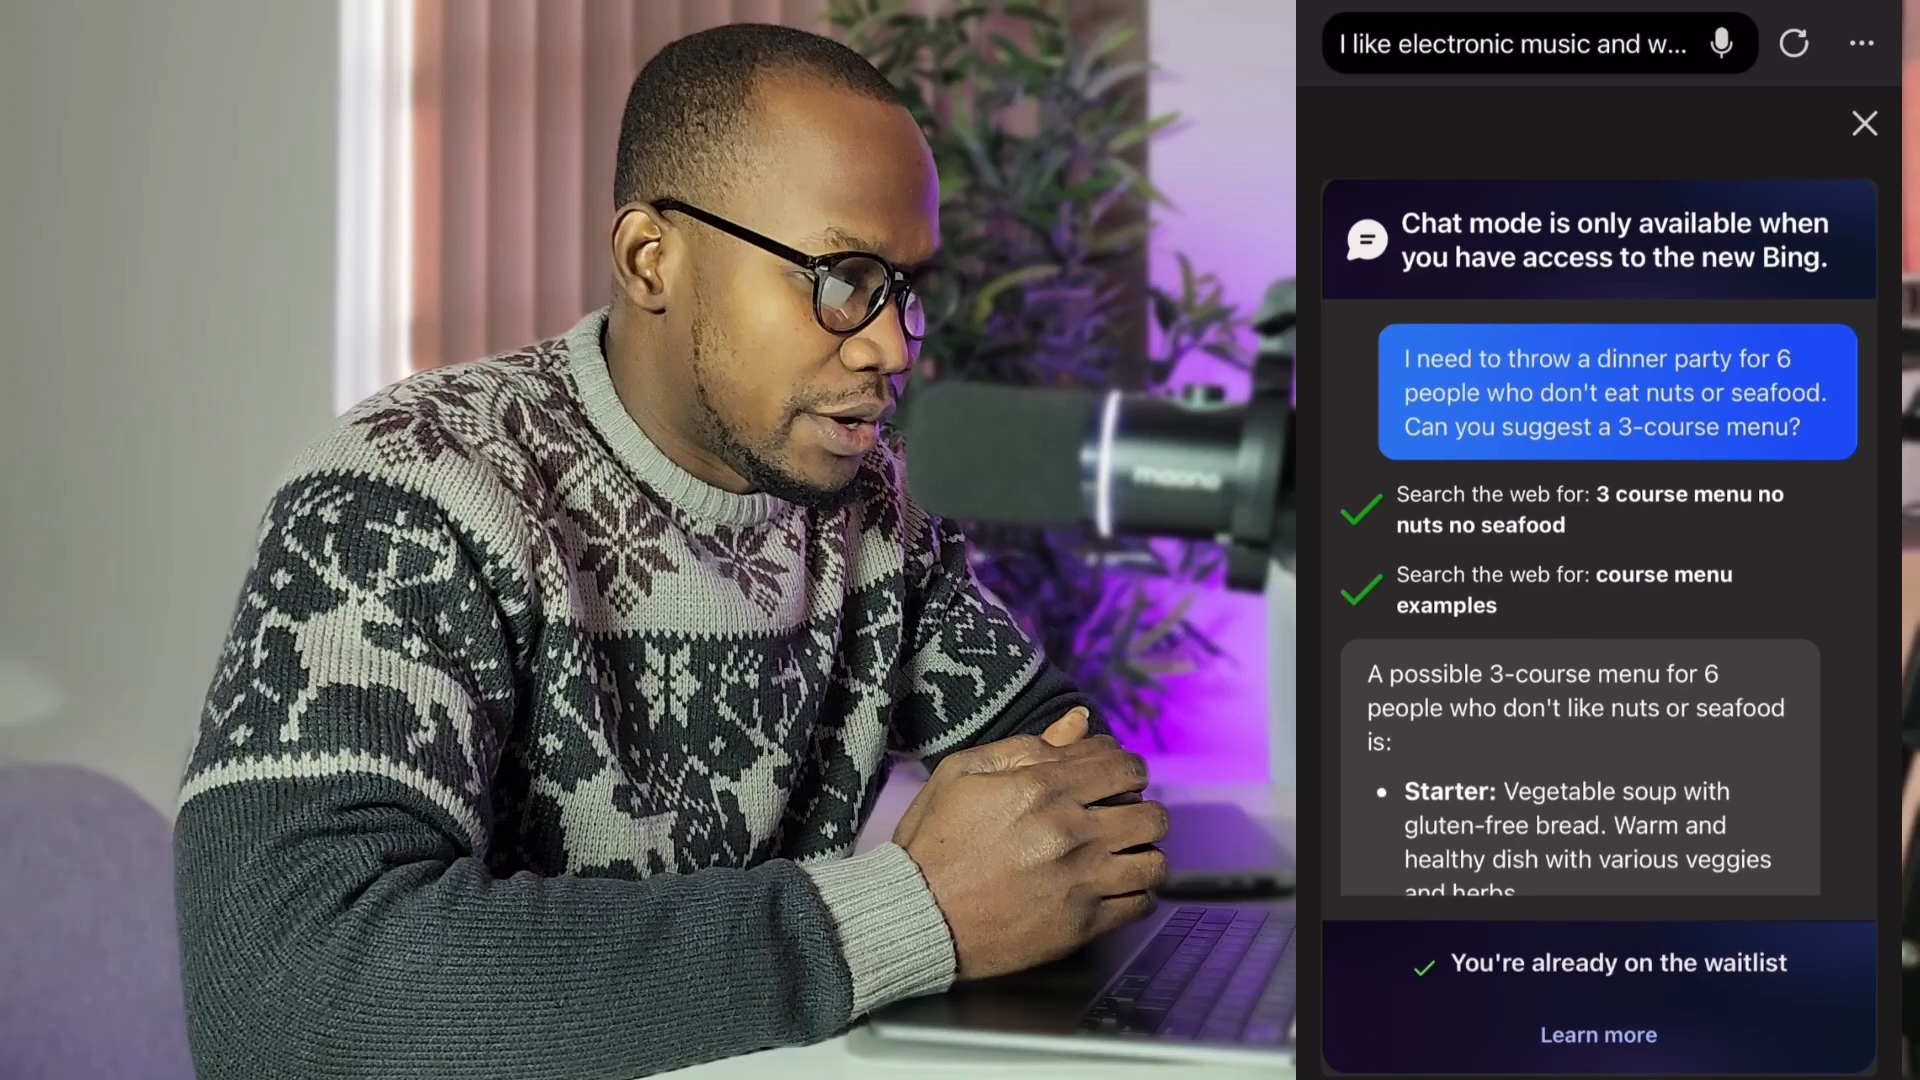 I like electronic music and w...
Chat mode is only available when
you have access to the new Bing.
I need to throw a dinner party for 6
people who don't eat nuts or seafood.
Can you suggest a 3-course menu?
Search the web for: 3 course menu no
nuts no seafood
Search the web for: course menu
examples
A possible 3-course menu for 6
people who don't like nuts or seafood
is:
• Starter: Vegetable soup with
gluten-free bread. Warm and
healthy dish with various veggies
and herbs
You're already on the waitlist
Learn more
maono